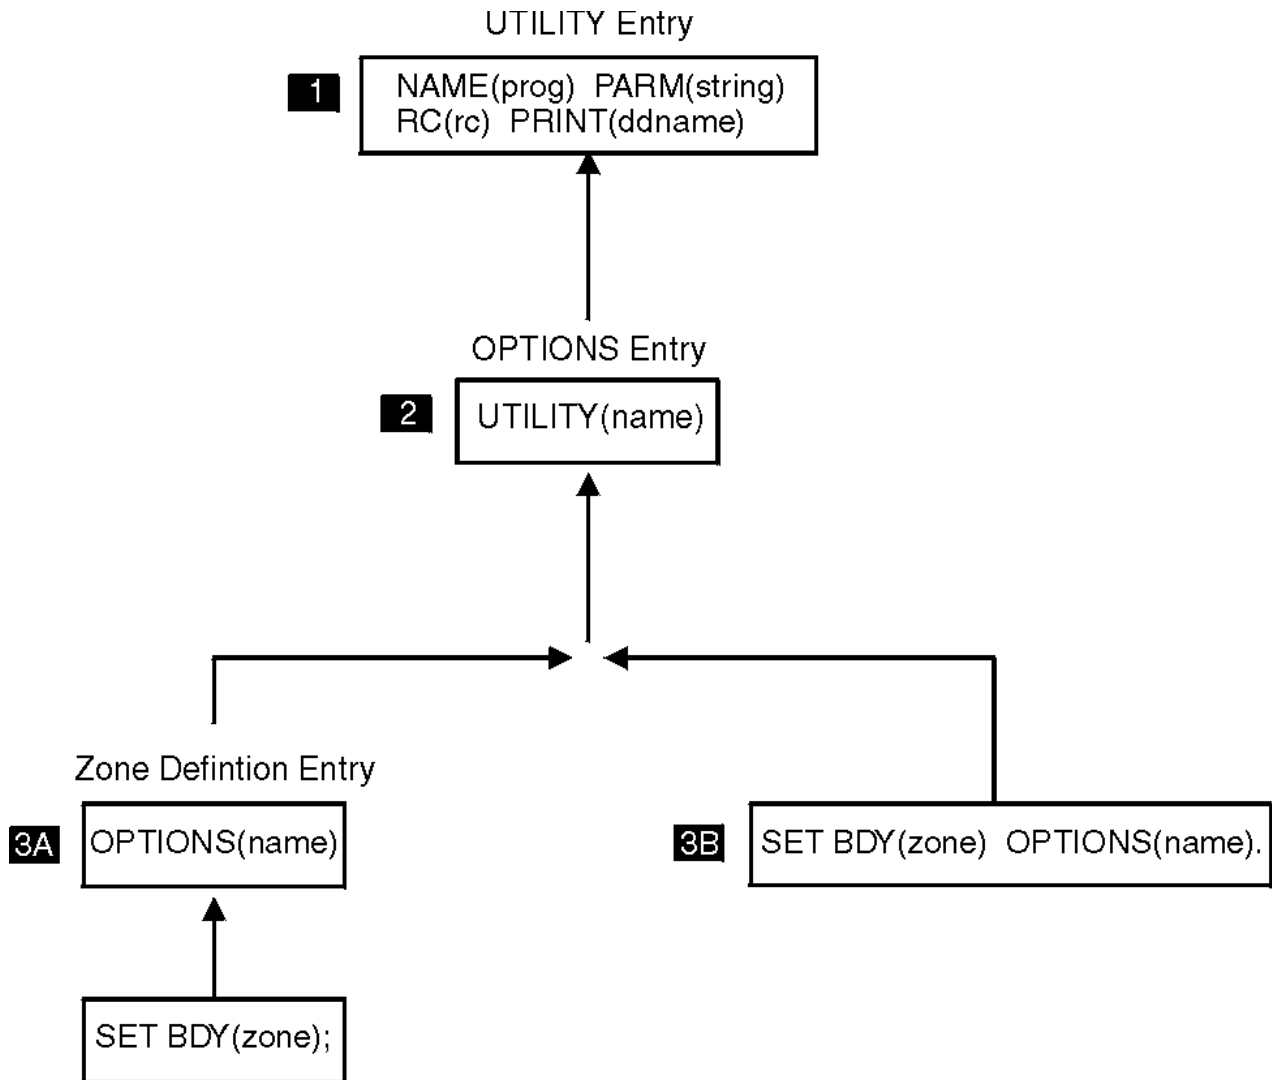 UTILITY Entry
1
NAME(prog) PARM(string)
RC(rc) PRINT(ddname)
OPTIONS Entry
2
UTILITY(name)
Zone Defintion Entry
3A
OPTIONS(name)
3B
SET BDY(zone) OPTIONS(name).
SET BDY(zone);